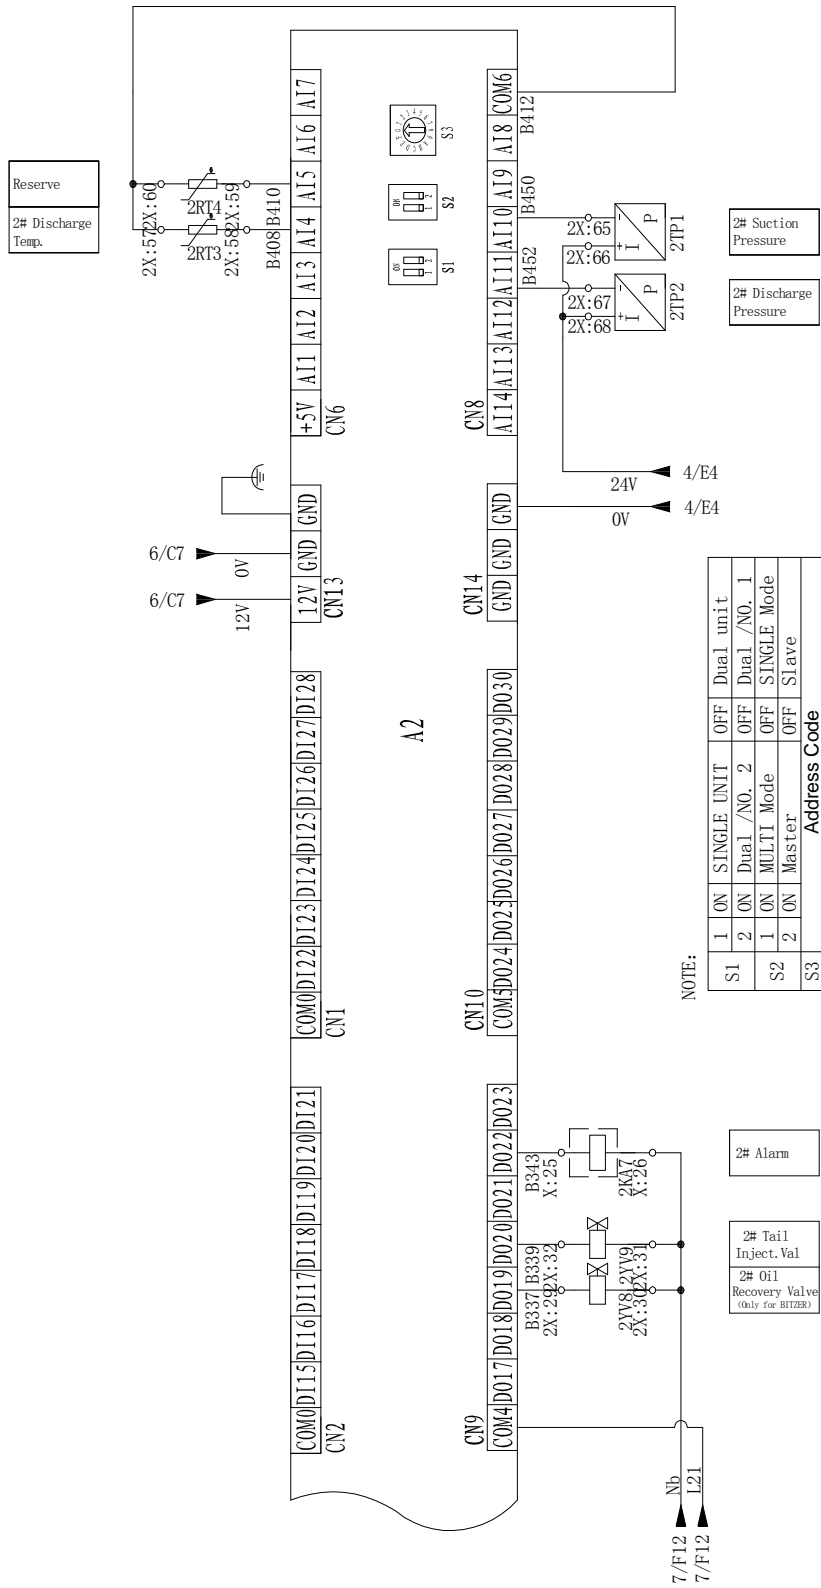 Reserve
2# Discharge
Temp.
2X:57
2X:60
2RT4
2RT3
2X:58
2X:59
B408
B410
+5V
AI1
AI2
AI3
AI4
AI5
AI6
AI7
CN6
ON
1 2
S1
ON
1 2
S2
S3
AI14
AI13
AI12
AI11
AI10
AI9
AI8
COM6
CN8
B452
B450
B412
2X:65
2X:66
- P
+ I
2TP1
2X:67
2X:68
- P
+ I
2TP2
2# Suction
Pressure
2# Discharge
Pressure
24V
4/E4
0V
4/E4
6/C7
0V
6/C7
12V
12V
GND
GND
CN13
GND
GND
GND
CN14
A2
COM0
DI22
DI23
DI24
DI25
DI26
DI27
DI28
CN1
COM5
DO24
DO25
DO26
DO27
DO28
DO29
DO30
CN10
NOTE:
S1 1 ON SINGLE UNIT OFF Dual unit
2 ON Dual /NO. 2 OFF Dual /NO. 1
S2 1 ON MULTI Mode OFF SINGLE Mode
2 ON Master OFF Slave
S3 Address Code
COM0
DI15
DI16
DI17
DI18
DI19
DI20
DI21
CN2
COM4
DO17
DO18
DO19
DO20
DO21
DO22
DO23
CN9
B337
2X:29
B339
2X:32
B343
X:25
2YV8
2X:30
2YV9
2X:31
2KA7
X:26
2# Alarm
2# Tail
Inject.Val
2# Oil
Recovery Valve
(Only for BITZER)
Nb
L21
7/F12
7/F12